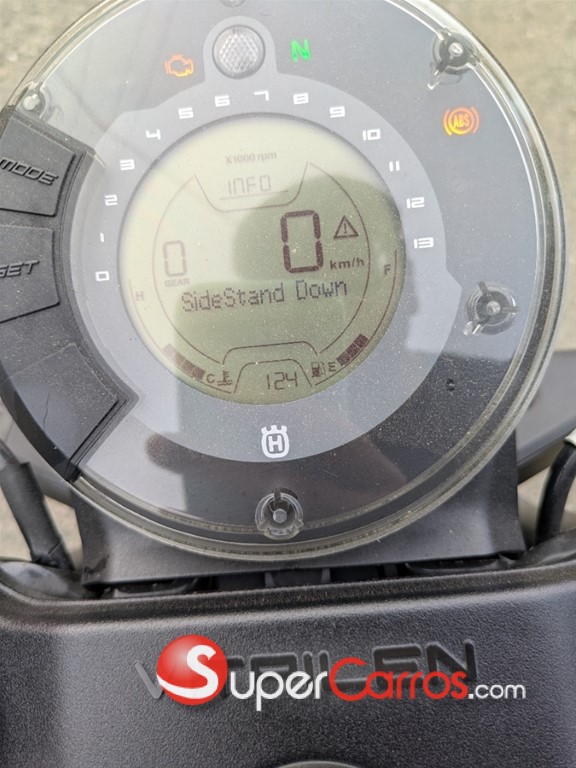 N
ABS
MODE
SET
0 1 2 3 4 5 6 7 8 9 10 11 12 13
X1000 rpm
INFO
0
GEAR
0
km/h
H
F
SideStand Down
C
124
E
H
SuperCarros.com